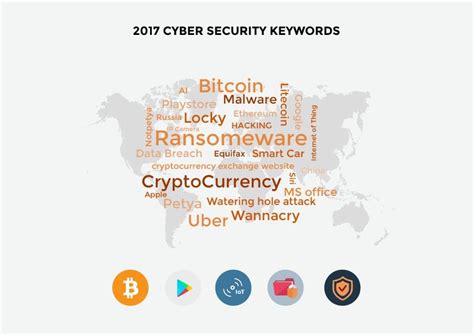 2017 CYBER SECURITY KEYWORDS
AI
Bitcoin
Litecoin
Playstore
Malware
Google
Notpetya
Russia
Locky
Ethereum
IP Camera
HACKING
Internet of Thing
Ransomeware
Data Breach
Equifax
Smart Car
cryptocurrency exchange website
China
CryptoCurrency
Siri
MS office
Apple
Petya
Watering hole attack
Uber
Wannacry
IoT